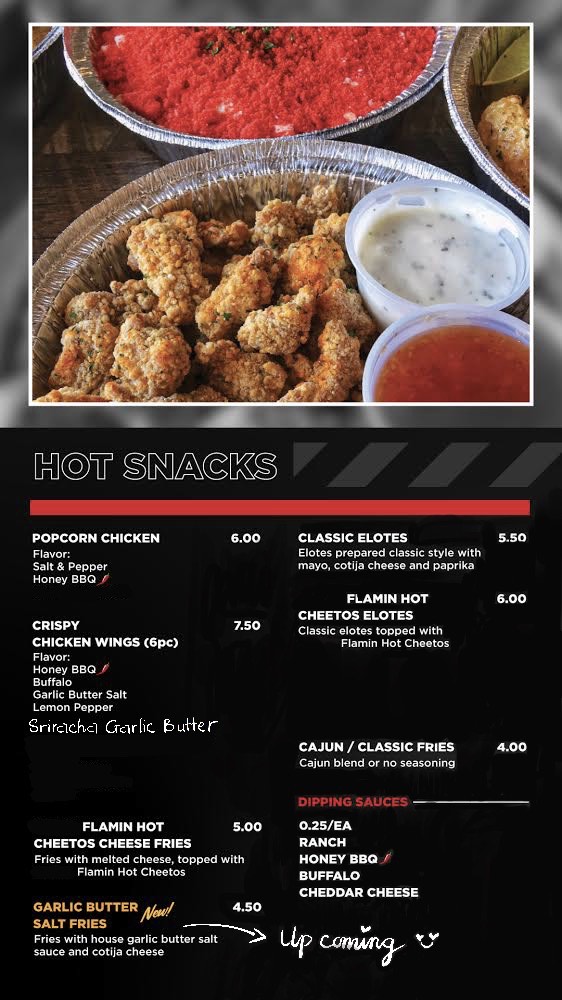 HOT SNACKS
POPCORN CHICKEN 6.00
Flavor:
Salt & Pepper
Honey BBQ
CRISPY 7.50
CHICKEN WINGS (6pc)
Flavor:
Honey BBQ
Buffalo
Garlic Butter Salt
Lemon Pepper
Sriracha Garlic Butter
FLAMIN HOT 5.00
CHEETOS CHEESE FRIES
Fries with melted cheese, topped with
Flamin Hot Cheetos
GARLIC BUTTER New! 4.50
SALT FRIES
Fries with house garlic butter salt
sauce and cotija cheese
Up coming
CLASSIC ELOTES 5.50
Elotes prepared classic style with
mayo, cotija cheese and paprika
FLAMIN HOT 6.00
CHEETOS ELOTES
Classic elotes topped with
Flamin Hot Cheetos
CAJUN / CLASSIC FRIES 4.00
Cajun blend or no seasoning
DIPPING SAUCES
0.25/EA
RANCH
HONEY BBQ
BUFFALO
CHEDDAR CHEESE